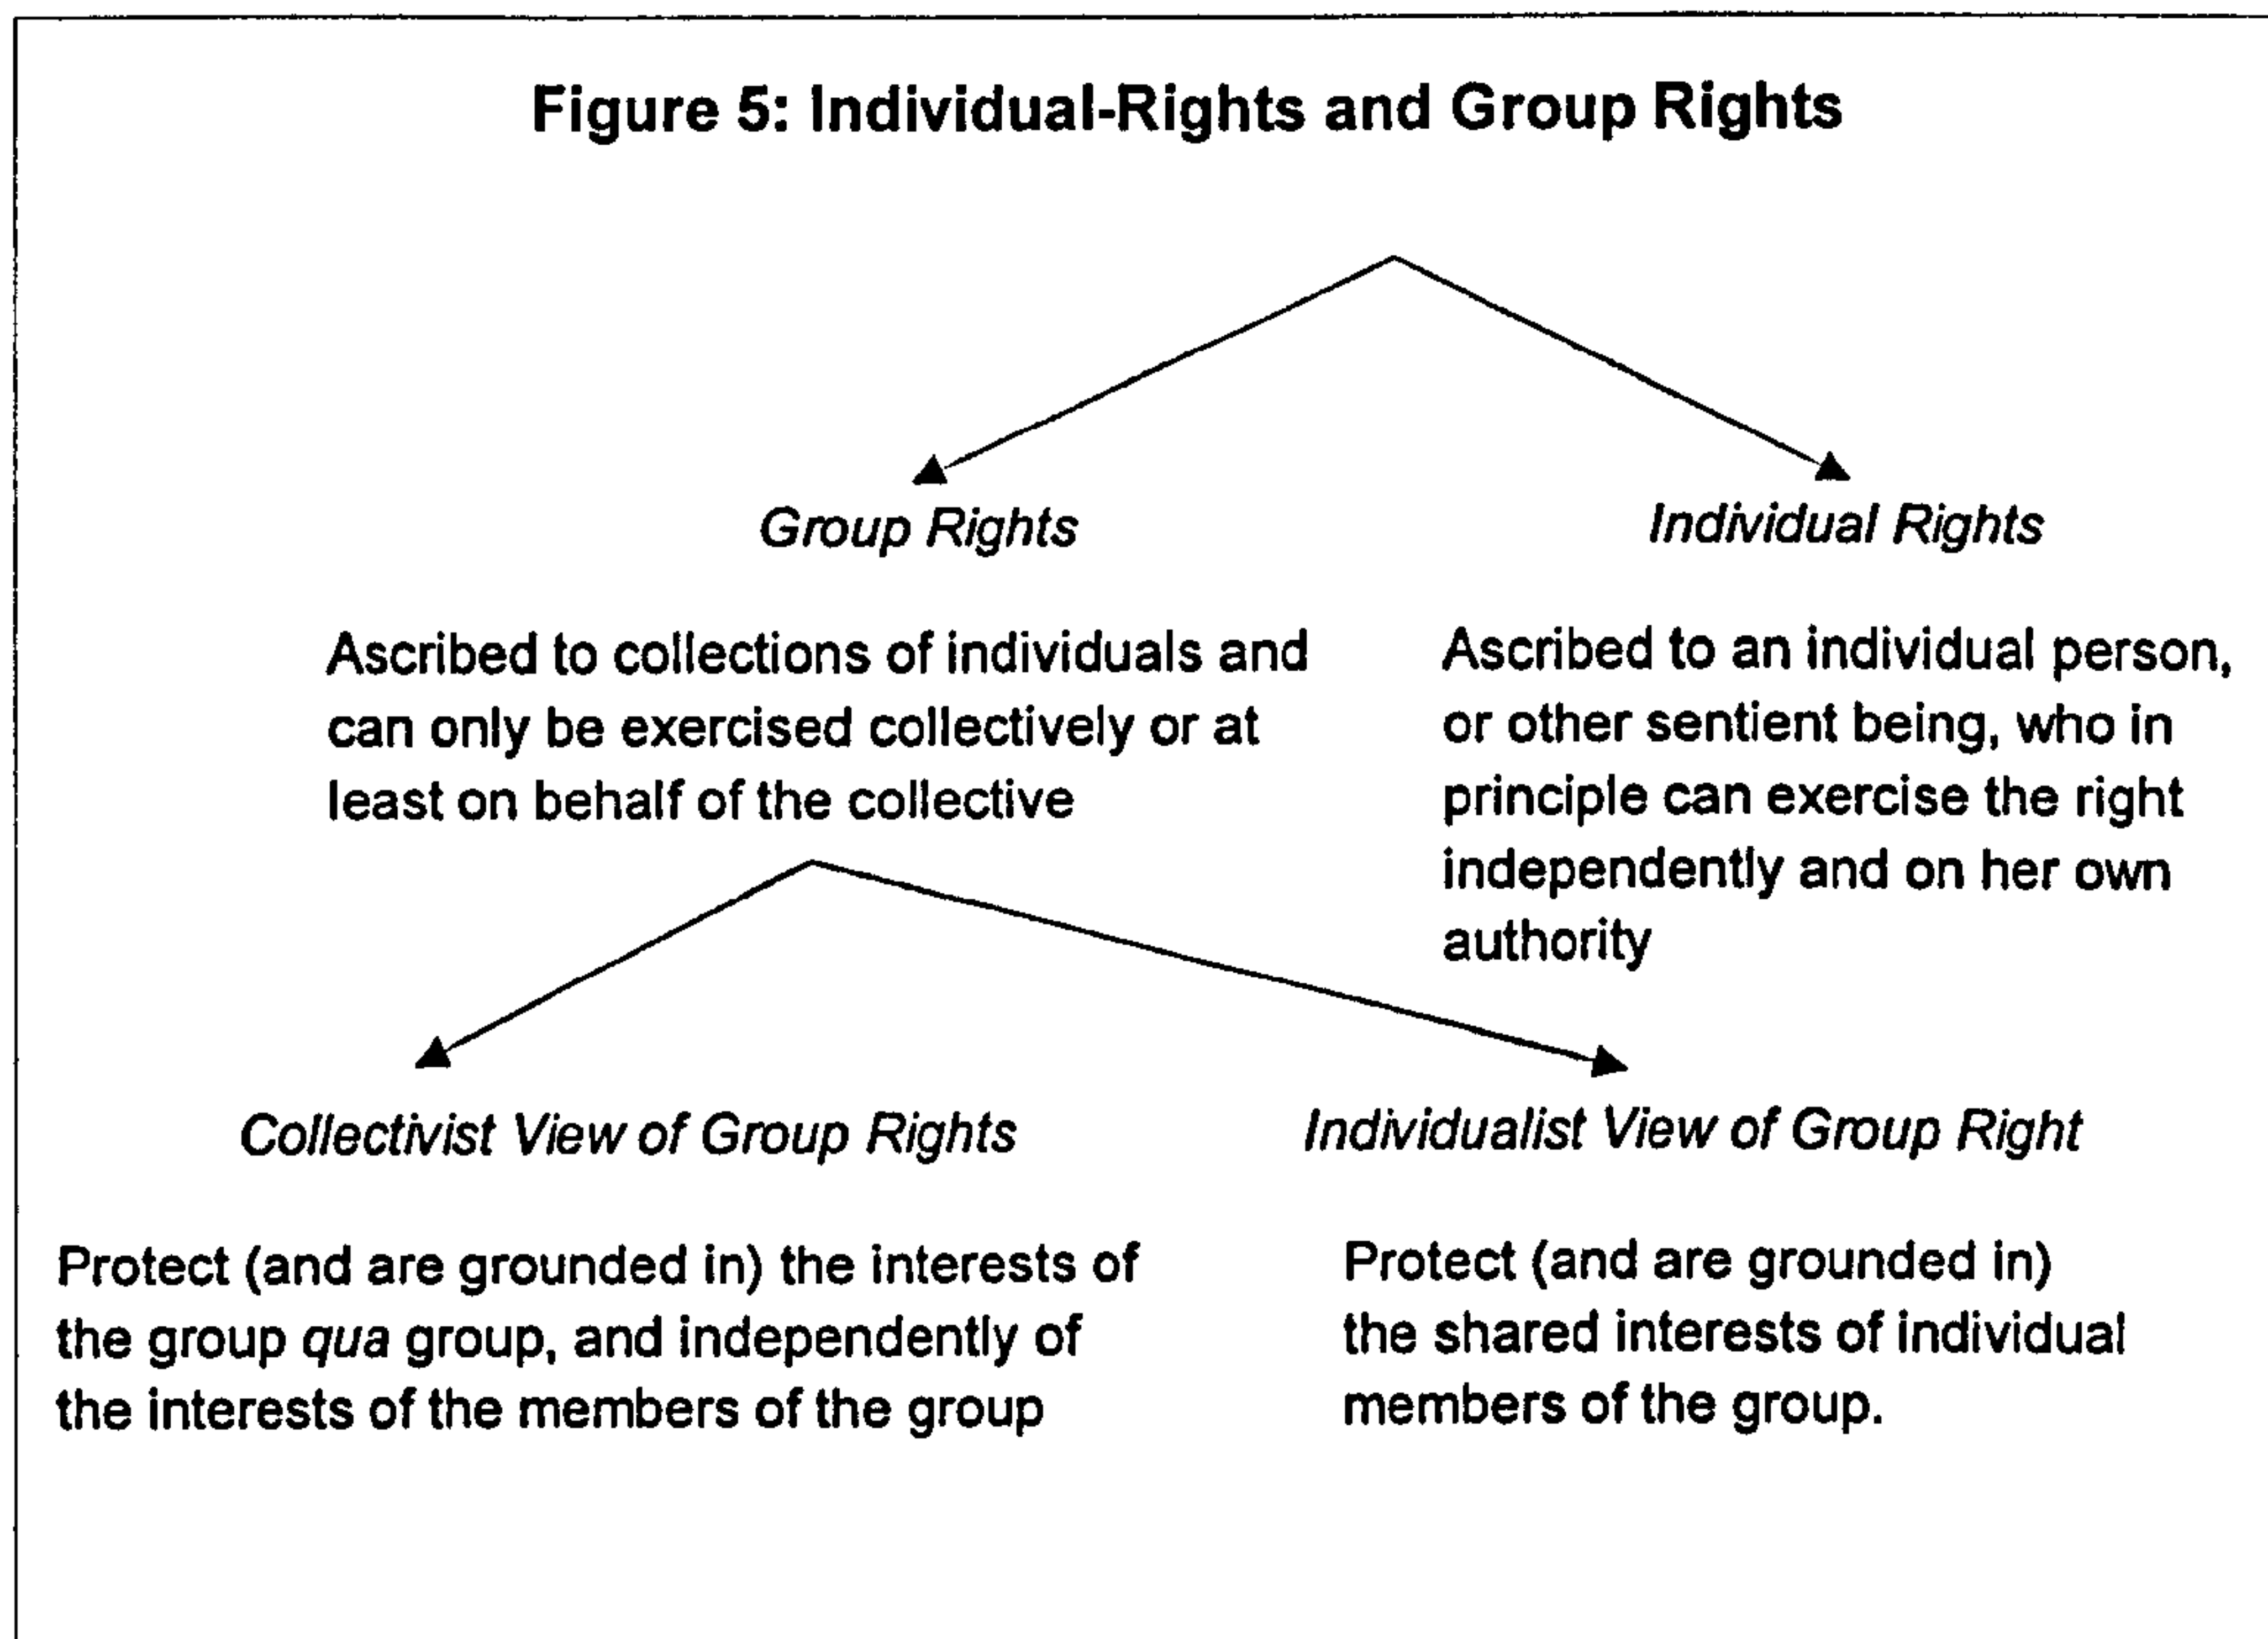 Figure 5: Individual-Rights and Group Rights
Group Rights
Ascribed to collections of individuals and
can only be exercised collectively or at
least on behalf of the collective
Individual Rights
Ascribed to an individual person,
or other sentient being, who in
principle can exercise the right
independently and on her own
authority
Collectivist View of Group Rights
Protect (and are grounded in) the interests of
the group qua group, and independently of
the interests of the members of the group
Individualist View of Group Right
Protect (and are grounded in)
the shared interests of individual
members of the group.